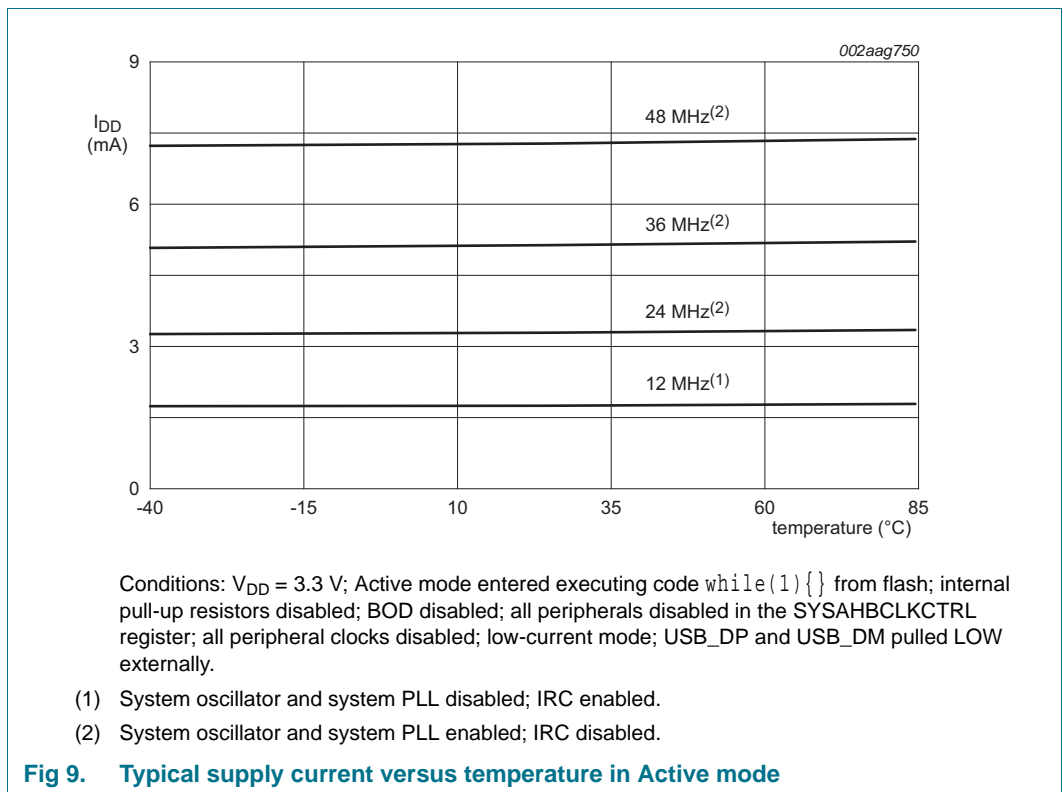 002aag750
9
I_DD
(mA)
48 MHz(2)
6
36 MHz(2)
24 MHz(2)
3
12 MHz(1)
0
-40 -15 10 35 60 85
temperature (°C)
Conditions: V_DD = 3.3 V; Active mode entered executing code while(1){} from flash; internal
pull-up resistors disabled; BOD disabled; all peripherals disabled in the SYSAHBCLKCTRL
register; all peripheral clocks disabled; low-current mode; USB_DP and USB_DM pulled LOW
externally.
(1) System oscillator and system PLL disabled; IRC enabled.
(2) System oscillator and system PLL enabled; IRC disabled.
Fig 9. Typical supply current versus temperature in Active mode